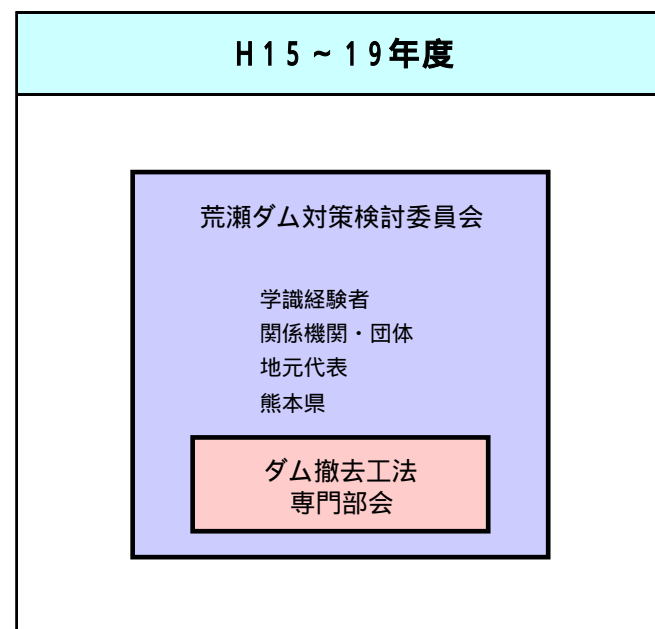 H15~19年度
荒瀬ダム対策検討委員会
学識経験者
関係機関・団体
地元代表
熊本県
ダム撤去工法
専門部会